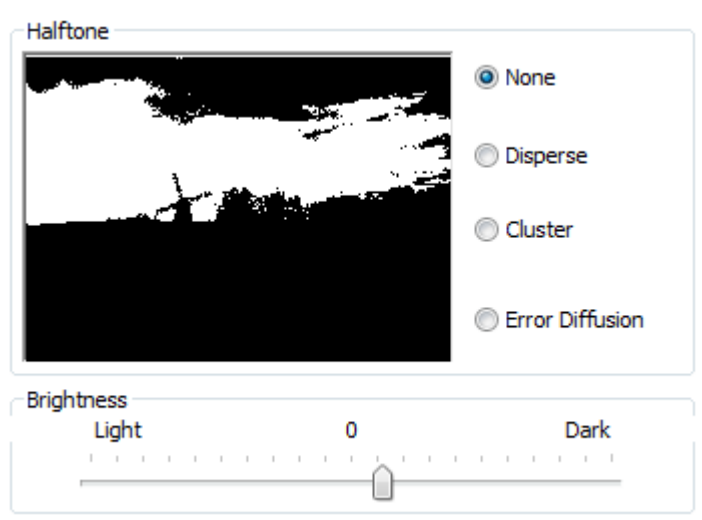 Halftone
None
Disperse
Cluster
Error Diffusion
Brightness
Light 0 Dark